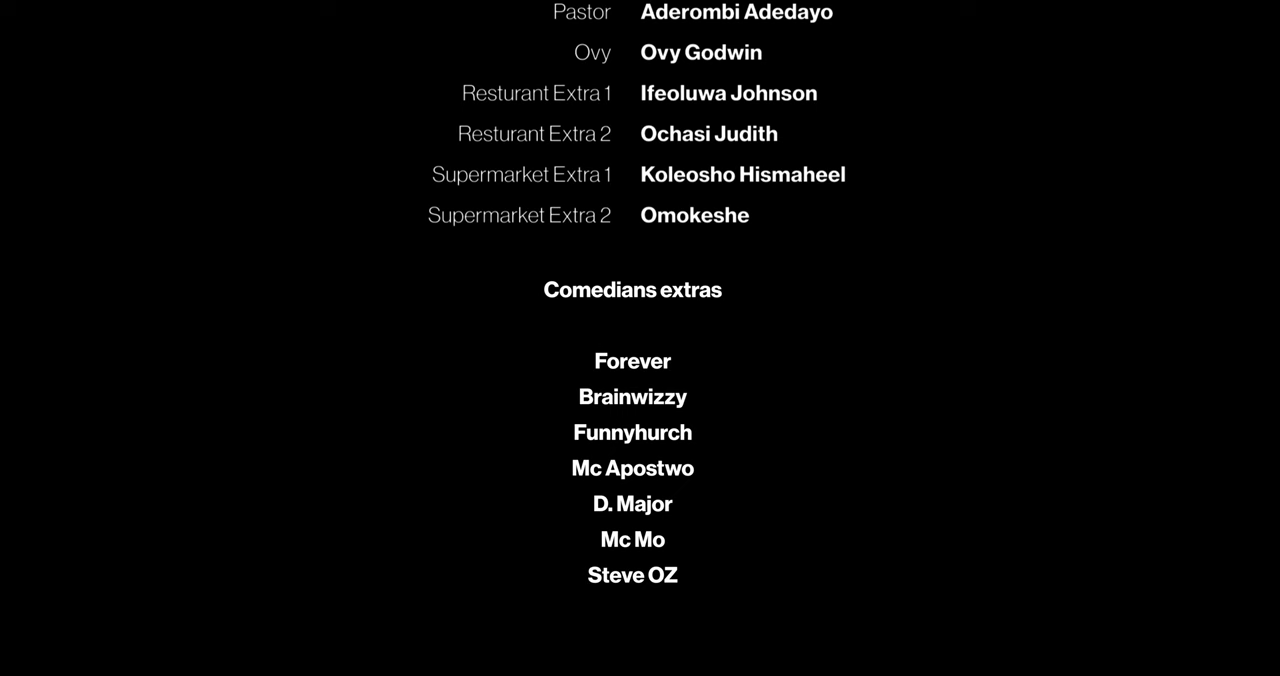 Pastor Aderombi Adedayo
Ovy Ovy Godwin
Resturant Extra 1 Ifeoluwa Johnson
Resturant Extra 2 Ochasi Judith
Supermarket Extra 1 Koleosho Hismaheel
Supermarket Extra 2 Omokeshe
Comedians extras
Forever
Brainwizzy
Funnyhurch
Mc Apostwo
D. Major
Mc Mo
Steve OZ